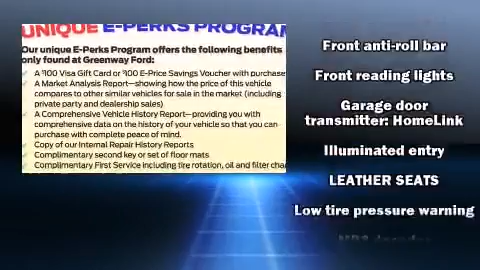 UNIQUE E-PERKS PROGRAM
Our unique E-Perks Program offers the following benefits
only found at Greenway Ford:
✓ A $100 Visa Gift Card or $100 E-Price Savings Voucher with purchase
✓ A Market Analysis Report—showing how the price of this vehicle
compares to other similar vehicles for sale in the market (including
private party and dealership sales)
✓ A Comprehensive Vehicle History Report—providing you with
comprehensive data on the history of your vehicle so that you can
purchase with complete peace of mind.
✓ Copy of our Internal Repair History Reports
✓ Complimentary second key or set of floor mats
✓ Complimentary First Service including tire rotation, oil and filter
Front anti-roll bar
Front reading lights
Garage door
transmitter: HomeLink
Illuminated entry
LEATHER SEATS
Low tire pressure warning